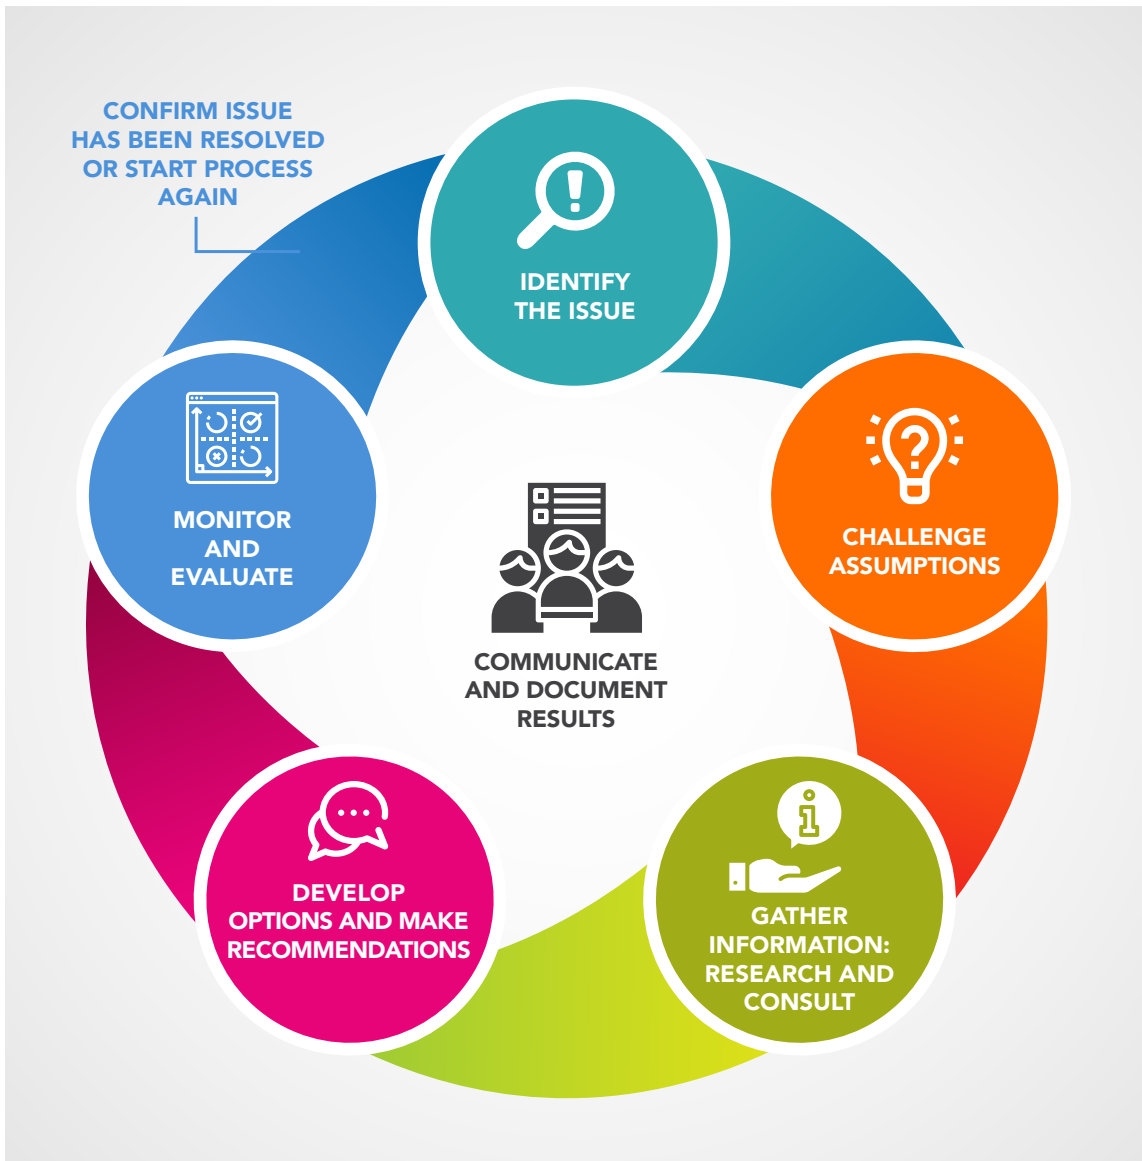 CONFIRM ISSUE
HAS BEEN RESOLVED
OR START PROCESS
AGAIN
IDENTIFY
THE ISSUE
CHALLENGE
ASSUMPTIONS
GATHER
INFORMATION:
RESEARCH AND
CONSULT
DEVELOP
OPTIONS AND MAKE
RECOMMENDATIONS
MONITOR
AND
EVALUATE
COMMUNICATE
AND DOCUMENT
RESULTS